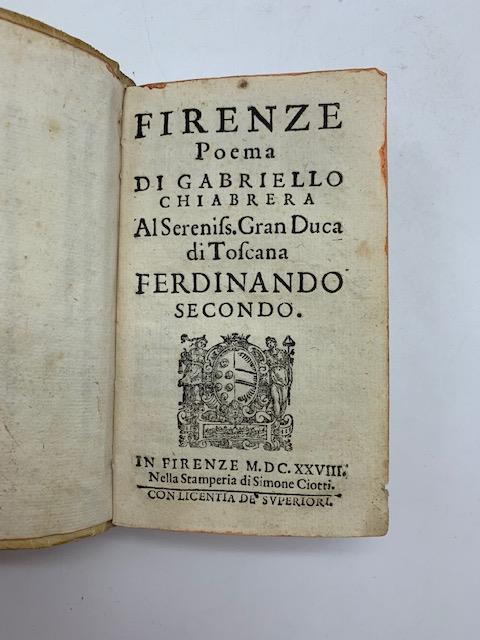 FIRENZE
Poema
DI GABRIELLO
CHIABRERA
Al Sereniſs. Gran Duca
di Toſcana
FERDINANDO
SECONDO.
IN FIRENZE M.DC.XXVIII.
Nella Stamperia di Simone Ciotti.
CON LICENTIA DE' SVPERIORI.